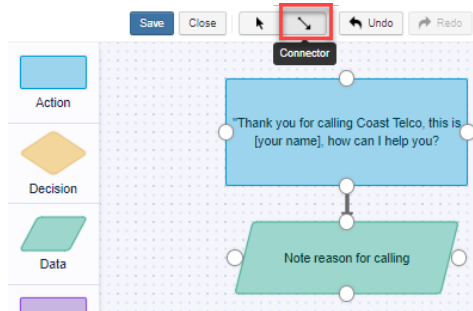 Save Close Undo Redo
Connector
Action
Decision
Data
"Thank you for calling Coast Telco, this is
[your name], how can I help you?
Note reason for calling